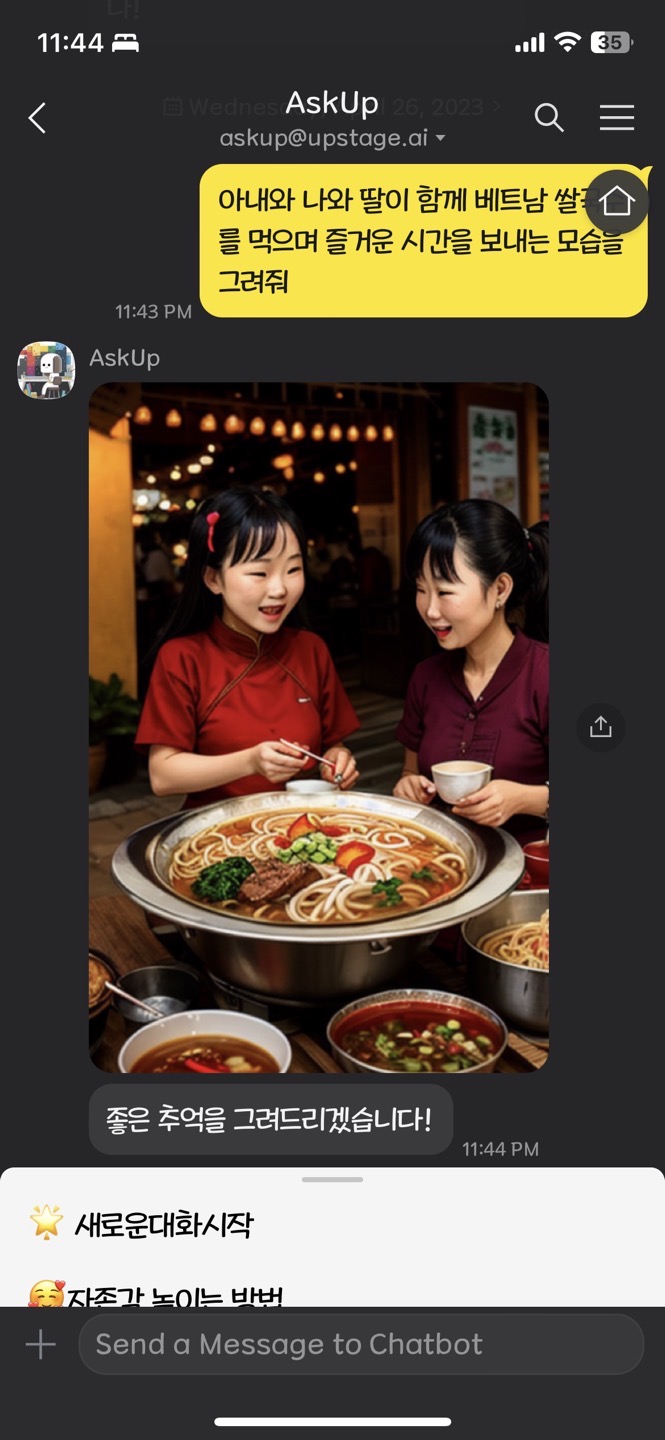 다!
11:44
35
Wednes 26, 2023
AskUp
askup@upstage.ai
아내와 나와 딸이 함께 베트남
를 먹으며 즐거운 시간을 보내는 모습을
그려줘
11:43 PM
AskUp
좋은 추억을 그려드리겠습니다!
11:44 PM
새로운대화시작
자존감 높이는 방법
Send a Message to Chatbot